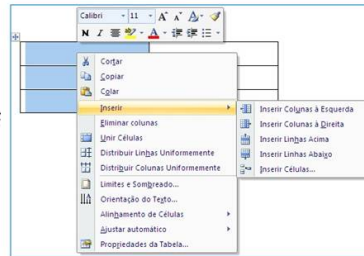 Calibri 11 A A A
N I A
Cortar
Copiar
Colar
Inserir
Eliminar colunas
Unir Células
Distribuir Linhas Uniformemente
Distribuir Colunas Uniformemente
Limites e Sombreado...
Orientação do Texto...
Alinhamento de Células
Ajustar automático
Propriedades da Tabela...
Inserir Colunas à Esquerda
Inserir Colunas à Direita
Inserir Linhas Acima
Inserir Linhas Abaixo
Inserir Células...